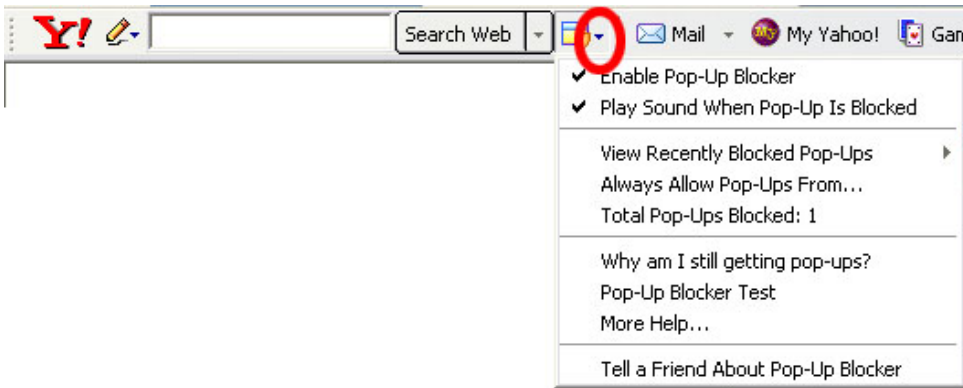 Y! Search Web Mail My Yahoo! Gam
Enable Pop-Up Blocker
Play Sound When Pop-Up Is Blocked
View Recently Blocked Pop-Ups
Always Allow Pop-Ups From...
Total Pop-Ups Blocked: 1
Why am I still getting pop-ups?
Pop-Up Blocker Test
More Help...
Tell a Friend About Pop-Up Blocker